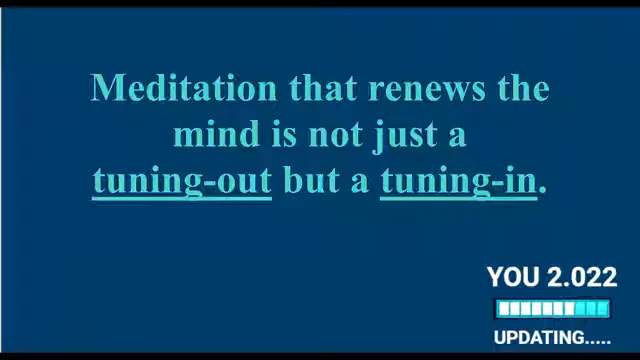 Meditation that renews the
mind is not just a
tuning-out but a tuning-in.
YOU 2.022
UPDATING.....